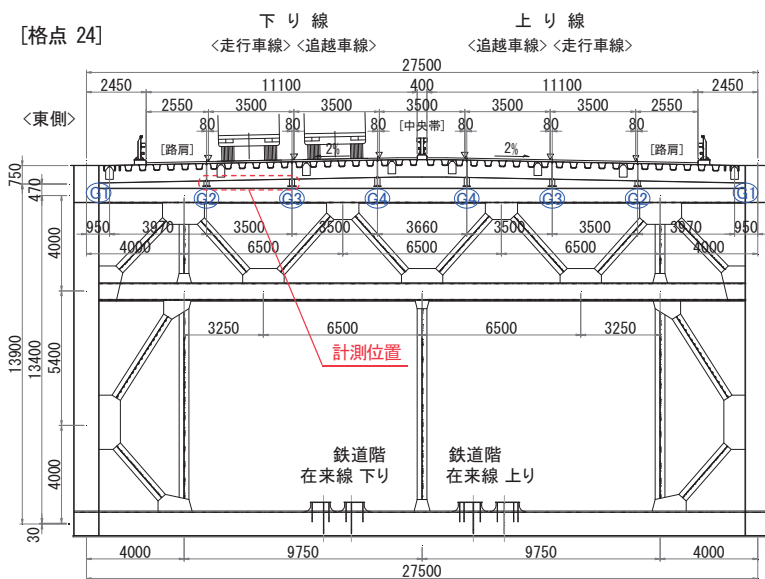 [格点 24]
下 り 線
<走行車線> <追越車線>
上 り 線
<追越車線> <走行車線>
27500
2450
11100
400
11100
2450
<東側>
2550
3500
3500
3500
3500
3500
2550
80
80
80
[中央帯]
80
80
80
[路肩]
2%
2%
[路肩]
750
470
G1
G2
G3
G4
G4
G3
G2
G1
950
3970
3500
3500
3660
3500
3500
3970
950
4000
6500
6500
6500
4000
4000
3250
6500
6500
3250
計測位置
13900
13400
5400
4000
鉄道階
在来線 下り
鉄道階
在来線 上り
30
4000
9750
9750
4000
27500